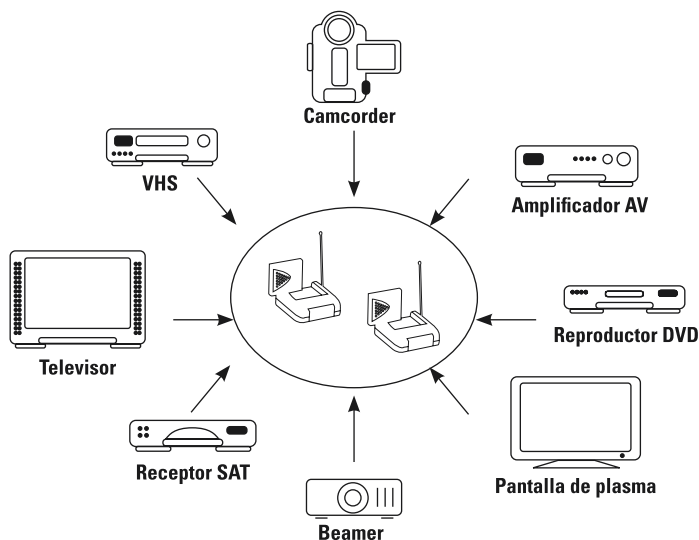 Camcorder
VHS
Amplificador AV
Televisor
Reproductor DVD
Receptor SAT
Pantalla de plasma
Beamer